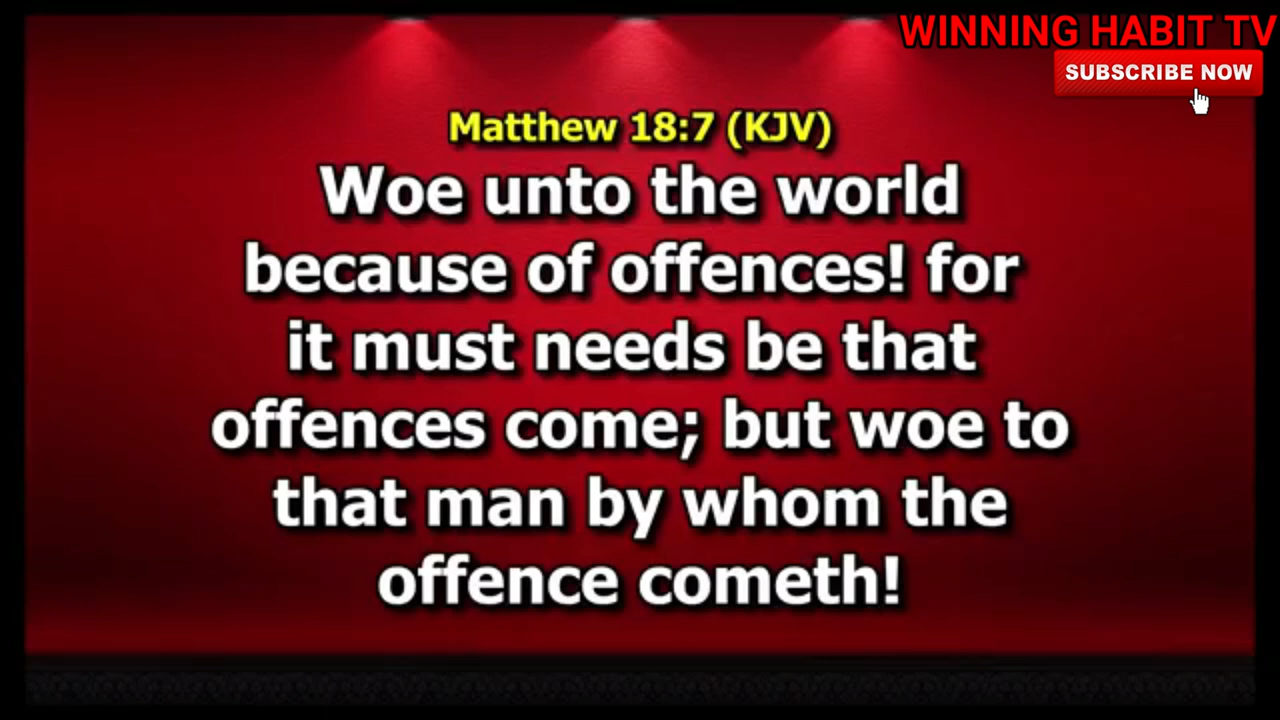 WINNING HABIT TV
SUBSCRIBE NOW
Matthew 18:7 (KJV)
Woe unto the world
because of offences! for
it must needs be that
offences come; but woe to
that man by whom the
offence cometh!